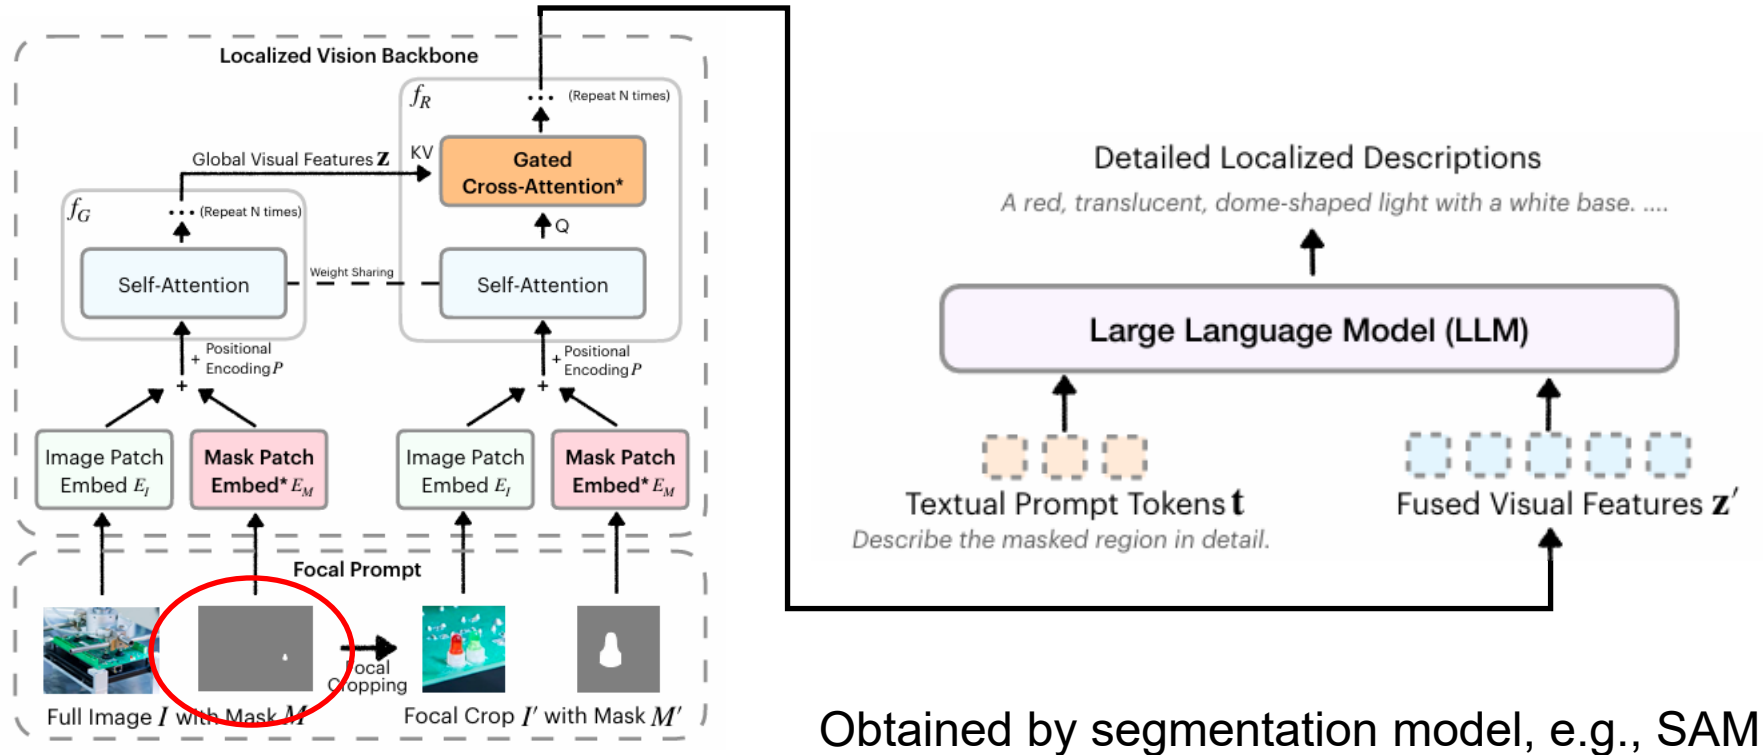 Localized Vision Backbone
f_R
(Repeat N times)
Global Visual Features z
KV
Gated
Cross-Attention*
f_G
(Repeat N times)
Q
Self-Attention
Weight Sharing
Self-Attention
+ Positional
Encoding P
+
+ Positional
Encoding P
+
Image Patch
Embed E_I
Mask Patch
Embed* E_M
Image Patch
Embed E_I
Mask Patch
Embed* E_M
Focal Prompt
Focal
Cropping
Full Image I with Mask M
Focal Crop I′ with Mask M′
Detailed Localized Descriptions
A red, translucent, dome-shaped light with a white base. ....
Large Language Model (LLM)
Textual Prompt Tokens t
Describe the masked region in detail.
Fused Visual Features z′
Obtained by segmentation model, e.g., SAM